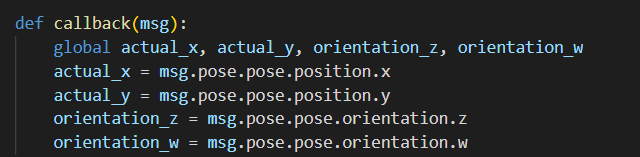 def callback(msg):
    global actual_x, actual_y, orientation_z, orientation_w
    actual_x = msg.pose.pose.position.x
    actual_y = msg.pose.pose.position.y
    orientation_z = msg.pose.pose.orientation.z
    orientation_w = msg.pose.pose.orientation.w